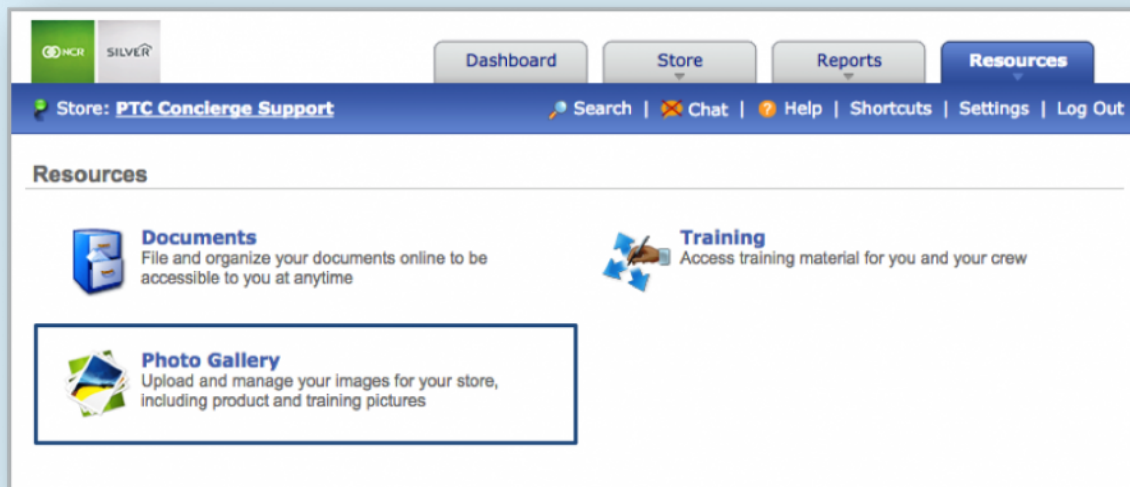 NCR SILVER
Dashboard Store Reports Resources
Store: PTC Concierge Support Search | Chat | Help | Shortcuts | Settings | Log Out
Resources
Documents
File and organize your documents online to be
accessible to you at anytime
Training
Access training material for you and your crew
Photo Gallery
Upload and manage your images for your store,
including product and training pictures